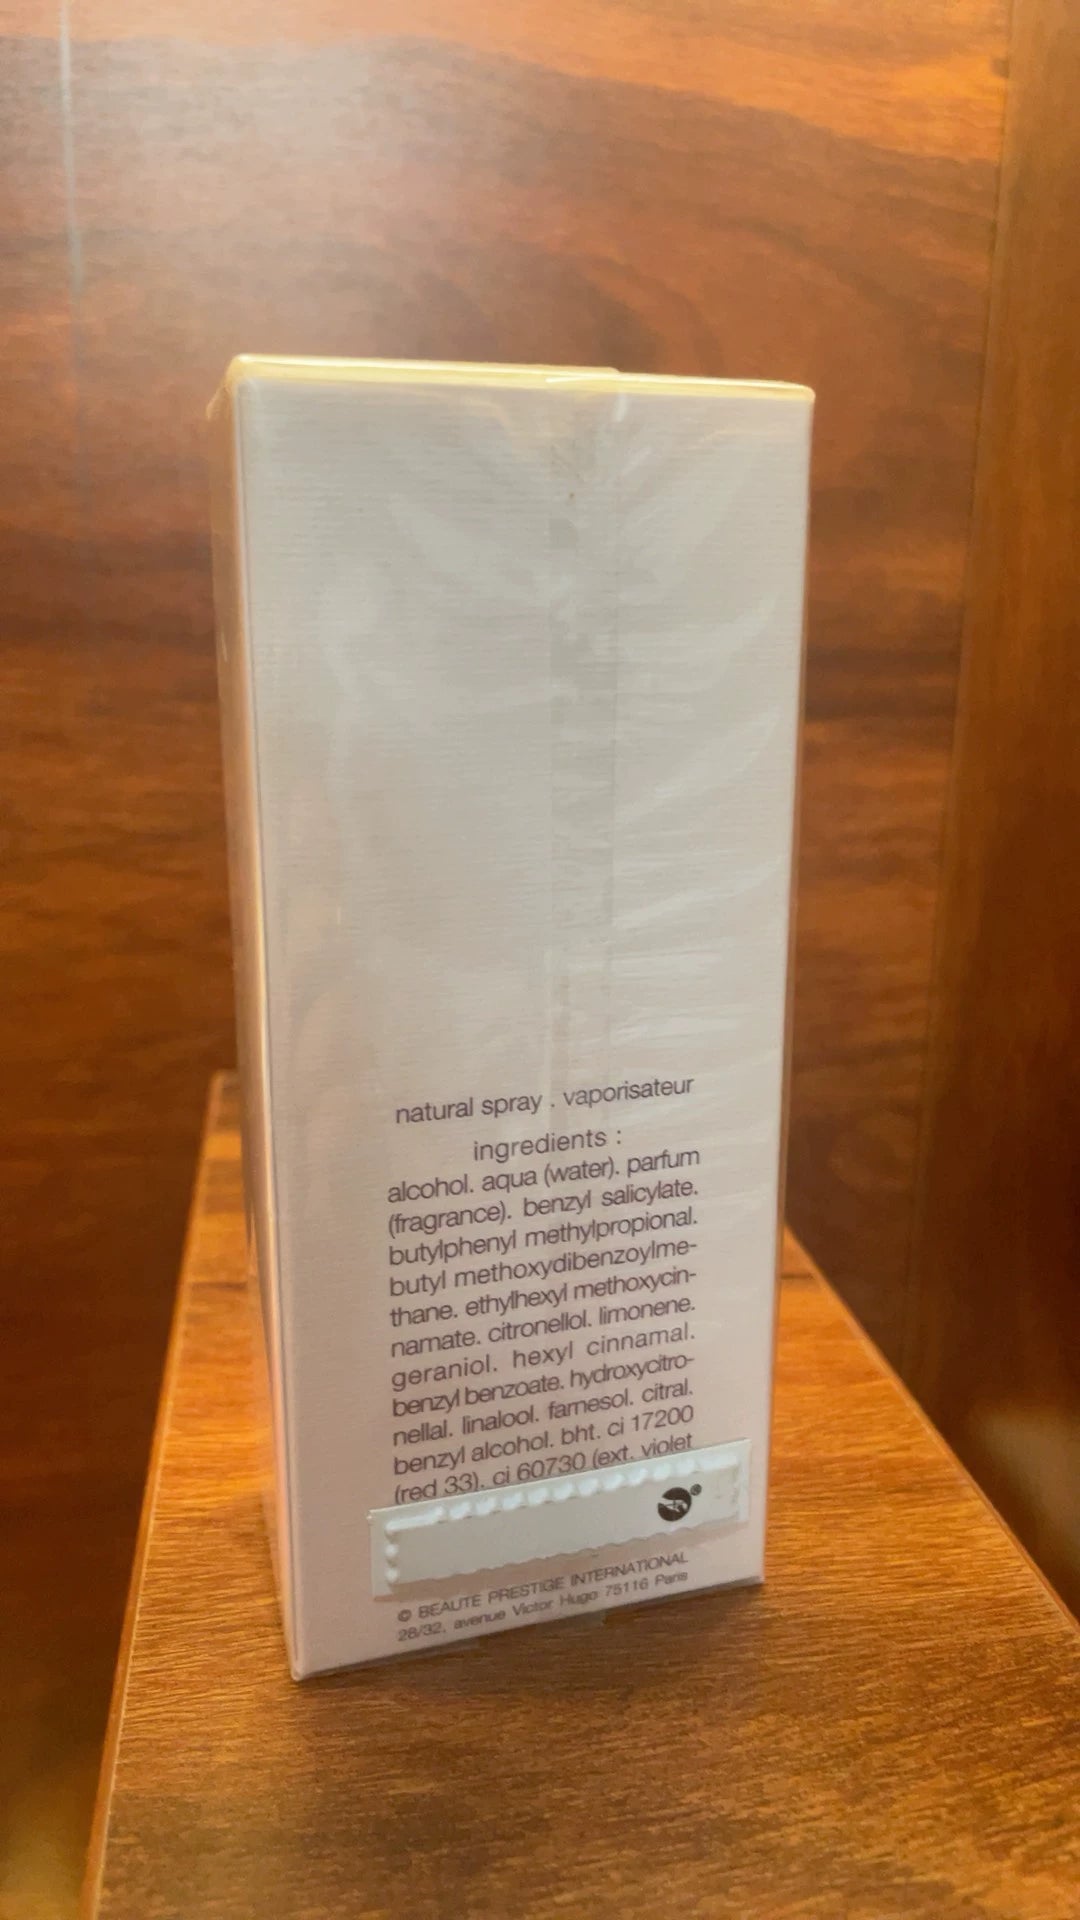 natural spray . vaporisateur
ingredients :
alcohol. aqua (water). parfum
(fragrance). benzyl salicylate.
butylphenyl methylpropional.
butyl methoxydibenzoylme-
thane. ethylhexyl methoxycin-
namate. citronellol. limonene.
geraniol. hexyl cinnamal.
benzyl benzoate. hydroxycitro-
nellal. linalool. farnesol. citral.
benzyl alcohol. bht. ci 17200
(red 33). ci 60730 (ext. violet
®
© BEAUTE PRESTIGE INTERNATIONAL
28/32, avenue Victor Hugo 75116 Paris